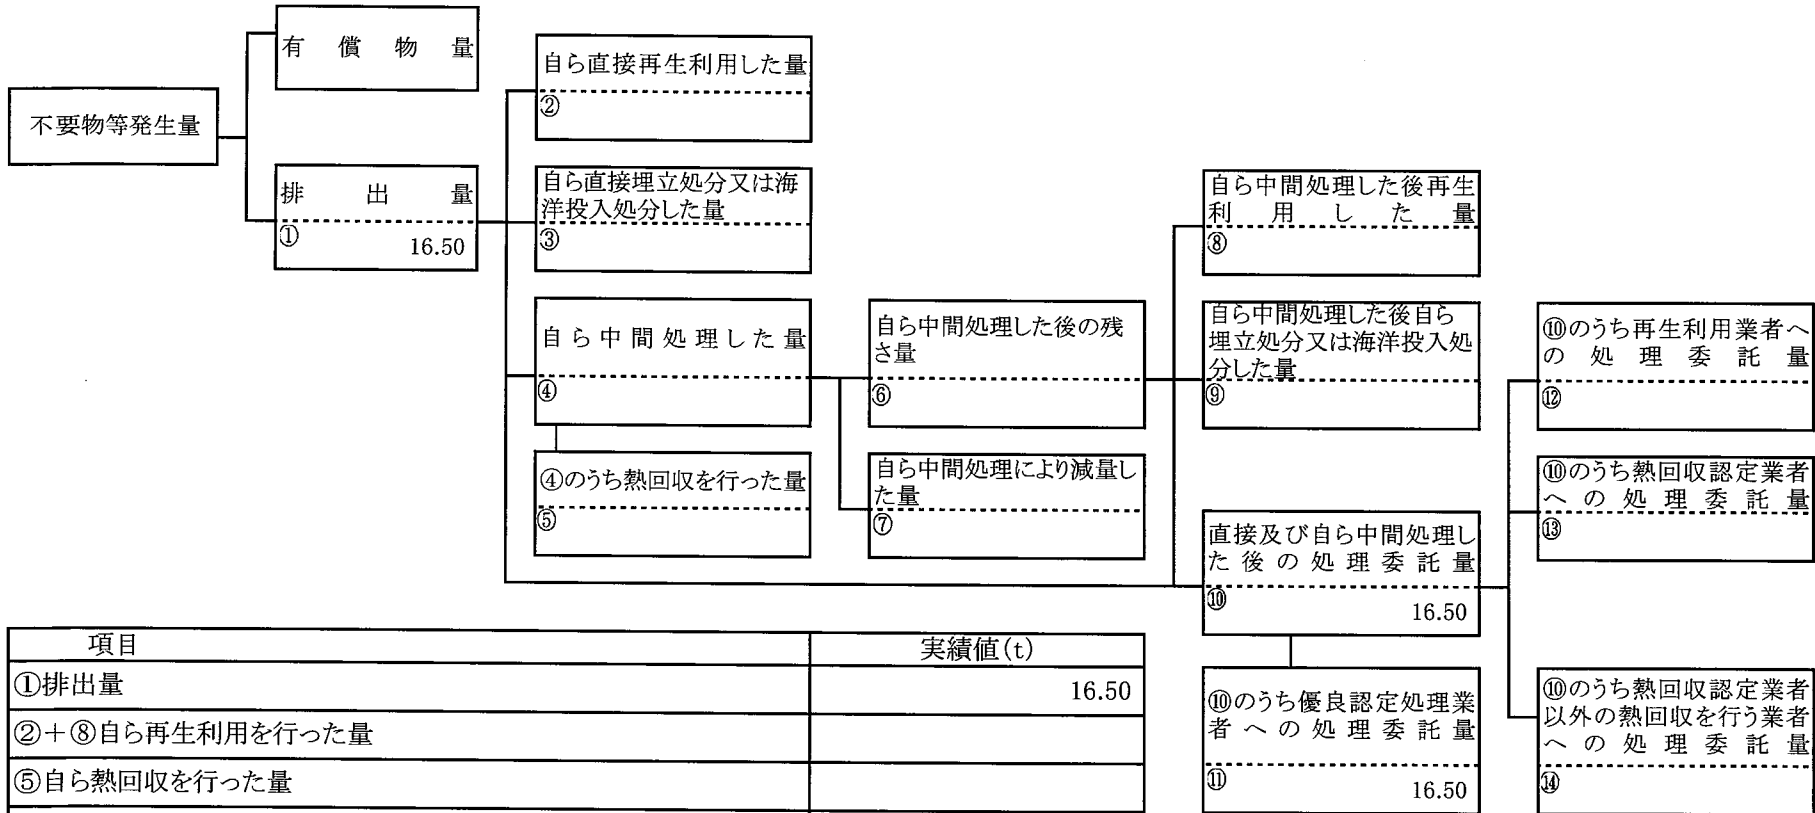 有償物量
不要物等発生量
排出量
① 16.50
自ら直接再生利用した量
②
自ら直接埋立処分又は海
洋投入処分した量
③
自ら中間処理した量
④
④のうち熱回収を行った量
⑤
自ら中間処理した後の残
さ量
⑥
自ら中間処理により減量し
た量
⑦
自ら中間処理した後再生
利用した量
⑧
自ら中間処理した後自ら
埋立処分又は海洋投入処
分した量
⑨
直接及び自ら中間処理し
た後の処理委託量
⑩ 16.50
⑩のうち優良認定処理業
者への処理委託量
⑪ 16.50
⑩のうち再生利用業者へ
の処理委託量
⑫
⑩のうち熱回収認定業者
への処理委託量
⑬
⑩のうち熱回収認定業者
以外の熱回収を行う業者
への処理委託量
⑭
項目 実績値(t)
①排出量 16.50
②+⑧自ら再生利用を行った量
⑤自ら熱回収を行った量